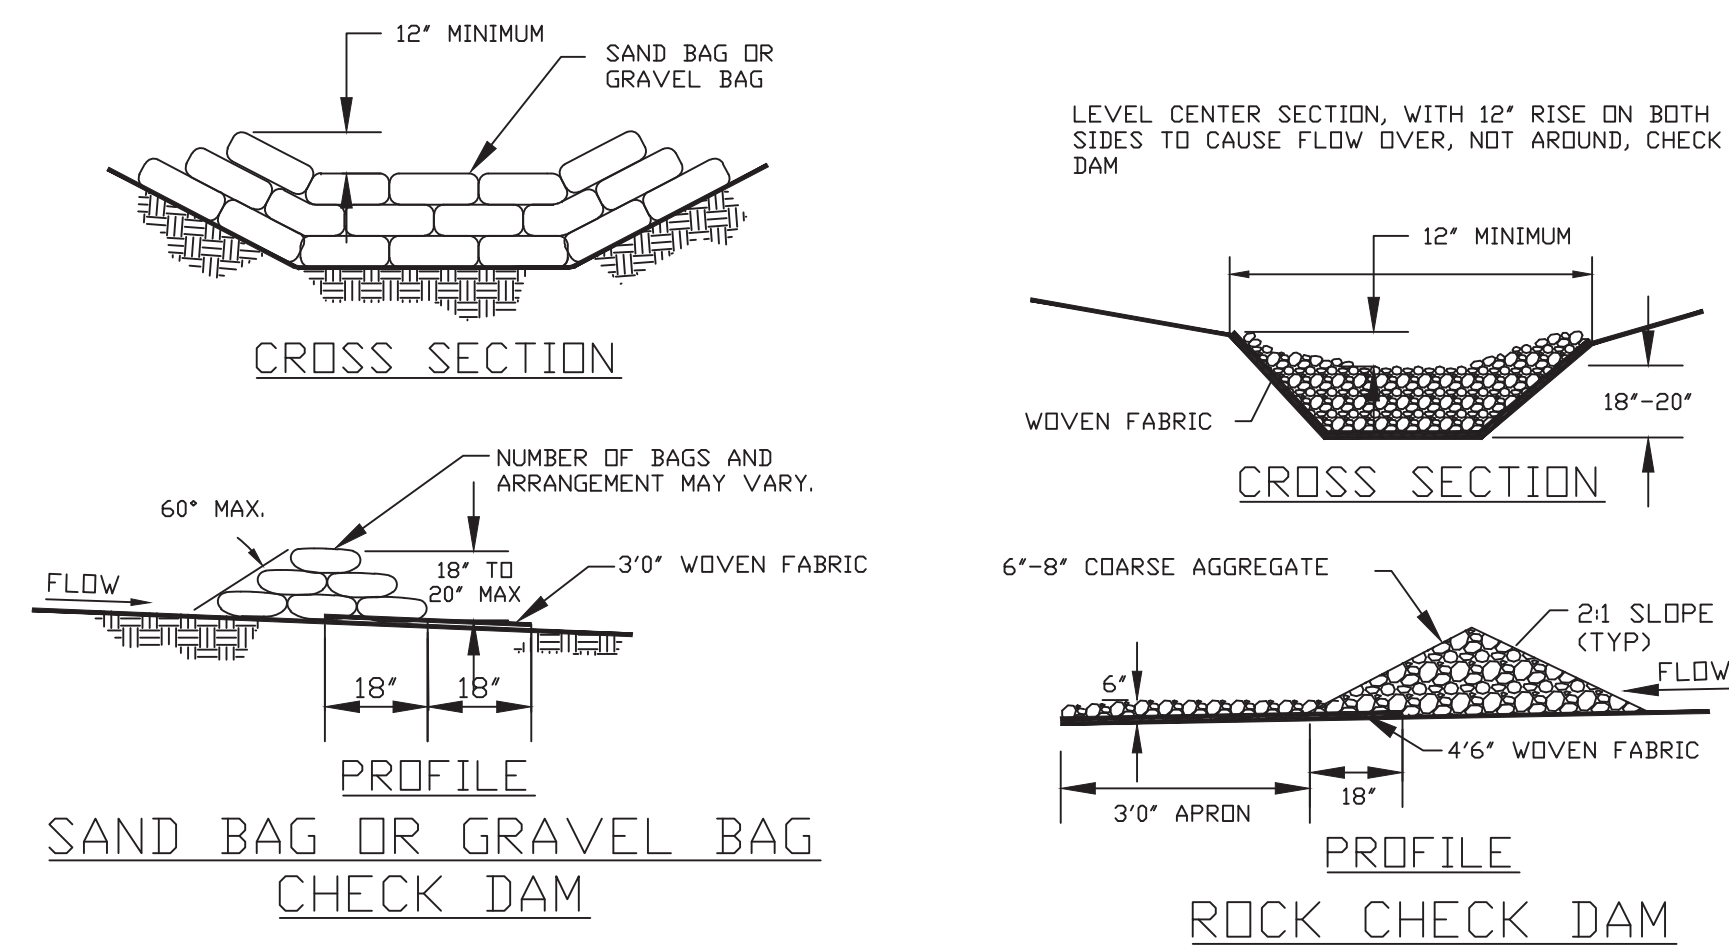 12" MINIMUM
SAND BAG OR
GRAVEL BAG
CROSS SECTION
NUMBER OF BAGS AND
ARRANGEMENT MAY VARY.
60° MAX.
FLOW
18" TO
20" MAX
3'0" WOVEN FABRIC
18"
18"
PROFILE
SAND BAG OR GRAVEL BAG
CHECK DAM
LEVEL CENTER SECTION, WITH 12" RISE ON BOTH
SIDES TO CAUSE FLOW OVER, NOT AROUND, CHECK
DAM
12" MINIMUM
18"-20"
WOVEN FABRIC
CROSS SECTION
6"-8" COARSE AGGREGATE
2:1 SLOPE
(TYP)
FLOW
6"
4'6" WOVEN FABRIC
18"
3'0" APRON
PROFILE
ROCK CHECK DAM